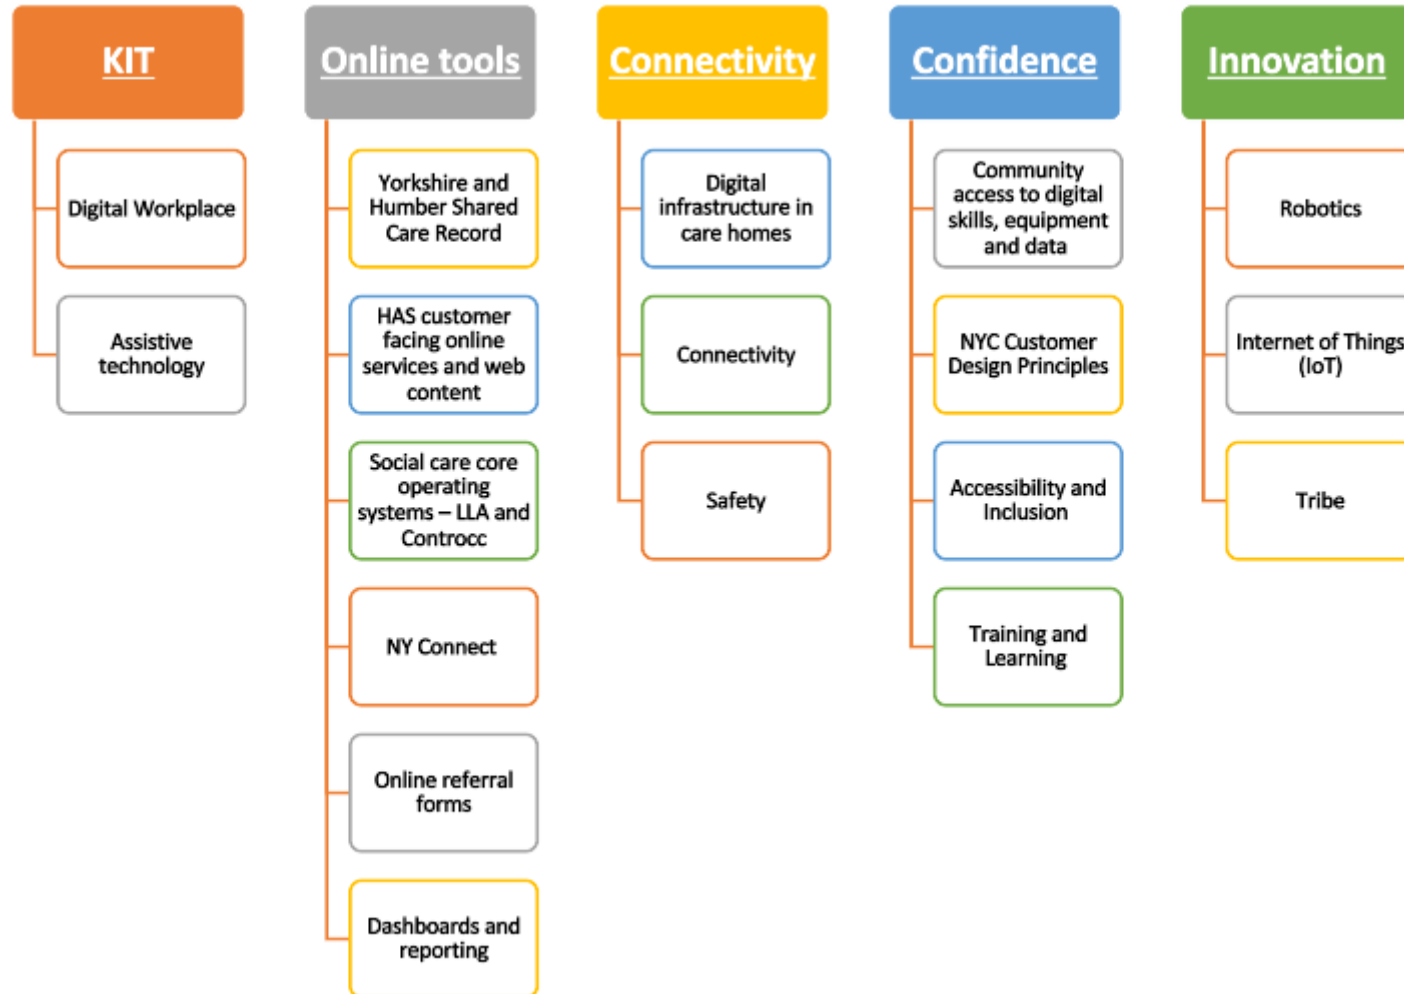 KIT
Digital Workplace
Assistive
technology
Online tools
Yorkshire and
Humber Shared
Care Record
HAS customer
facing online
services and web
content
Social care core
operating
systems – LLA and
Controcc
NY Connect
Online referral
forms
Dashboards and
reporting
Connectivity
Digital
infrastructure in
care homes
Connectivity
Safety
Confidence
Community
access to digital
skills, equipment
and data
NYC Customer
Design Principles
Accessibility and
Inclusion
Training and
Learning
Innovation
Robotics
Internet of Things
(IoT)
Tribe